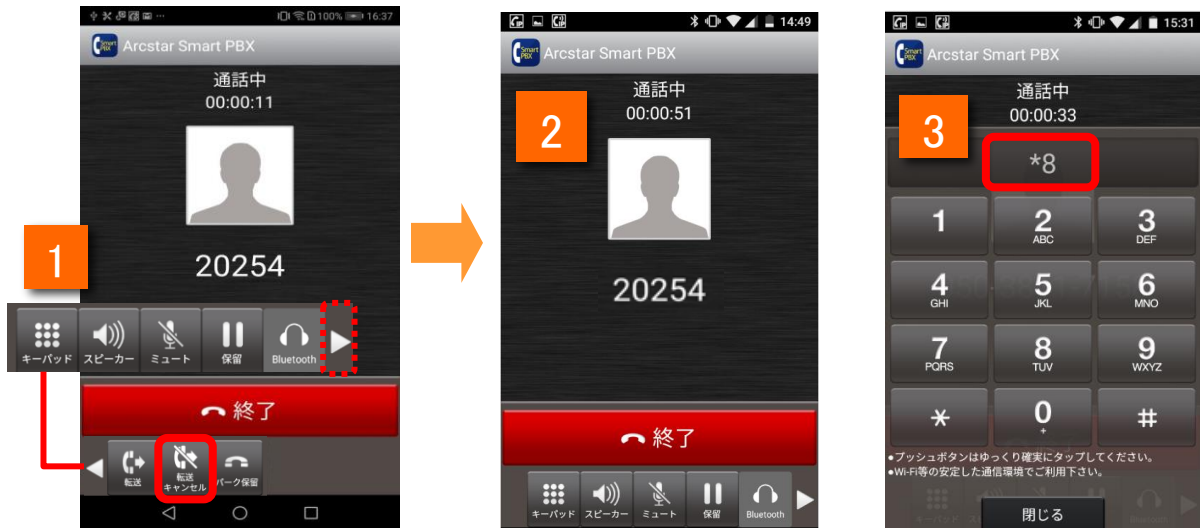 100% 16:37
Smart PBX
Arcstar Smart PBX
通話中
00:00:11
1
20254
キーパッド スピーカー ミュート 保留 Bluetooth
終了
転送 転送キャンセル パーク保留
14:49
Smart PBX
Arcstar Smart PBX
2
通話中
00:00:51
20254
終了
キーパッド スピーカー ミュート 保留 Bluetooth
15:31
Smart PBX
Arcstar Smart PBX
3
通話中
00:00:33
*8
1 2 ABC 3 DEF
4 GHI 5 JKL 6 MNO
7 PQRS 8 TUV 9 WXYZ
* 0 + #
●プッシュボタンはゆっくり確実にタップしてください。
●Wi-Fi等の安定した通信環境でご利用下さい。
閉じる